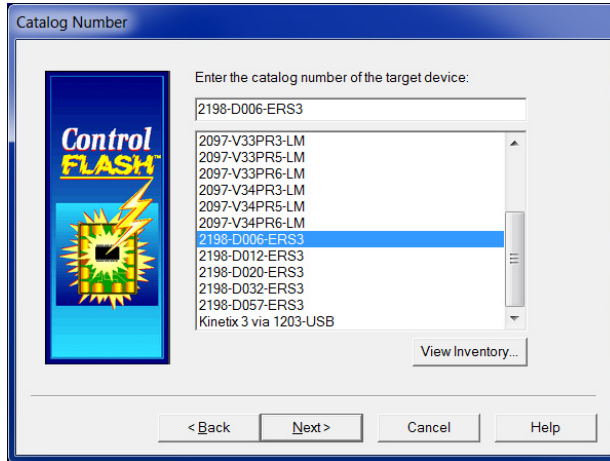 Catalog Number
Enter the catalog number of the target device:
2198-D006-ERS3
Control
FLASH™
2097-V33PR3-LM
2097-V33PR5-LM
2097-V33PR6-LM
2097-V34PR3-LM
2097-V34PR5-LM
2097-V34PR6-LM
2198-D006-ERS3
2198-D012-ERS3
2198-D020-ERS3
2198-D032-ERS3
2198-D057-ERS3
Kinetix 3 via 1203-USB
View Inventory...
< Back
Next >
Cancel
Help